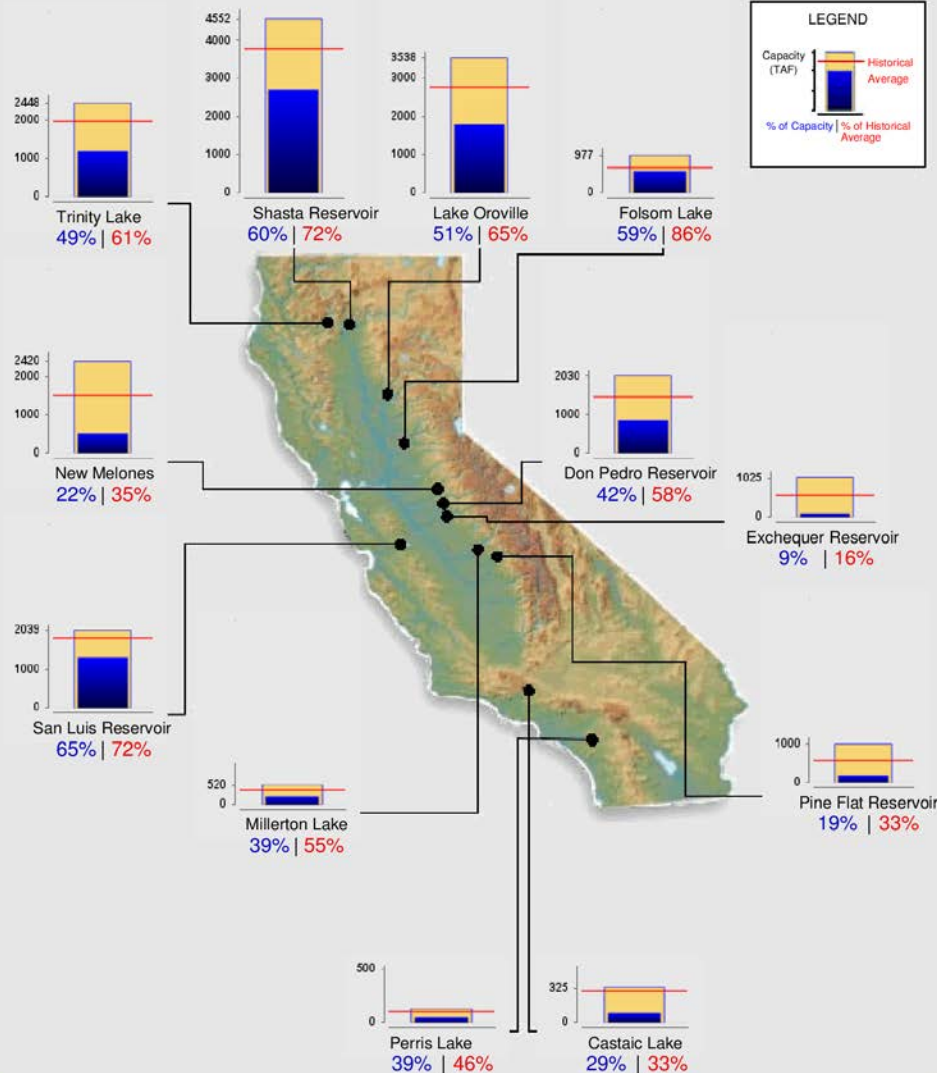 4552
4000
3000
2000
1000
0
Shasta Reservoir
60% | 72%
3538
3000
2000
1000
0
Lake Oroville
51% | 65%
LEGEND
Capacity
(TAF)
Historical
Average
% of Capacity | % of Historical
Average
2448
2000
1000
0
Trinity Lake
49% | 61%
977
0
Folsom Lake
59% | 86%
2420
1000
0
New Melones
22% | 35%
2030
1000
0
Don Pedro Reservoir
42% | 58%
1025
0
Exchequer Reservoir
9% | 16%
2039
1000
0
San Luis Reservoir
65% | 72%
520
0
Millerton Lake
39% | 55%
1000
0
Pine Flat Reservoir
19% | 33%
500
0
Perris Lake
39% | 46%
325
0
Castaic Lake
29% | 33%